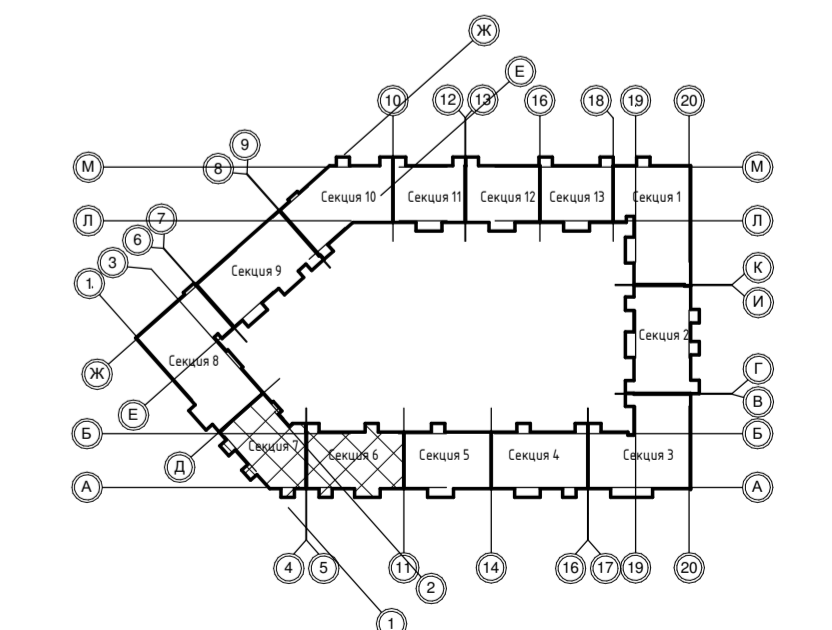 Ж
Е
10
12
13
16
18
19
20
9
8
М
М
Секция 10
Секция 11
Секция 12
Секция 13
Секция 1
Л
Л
7
6
3
1
Секция 9
К
И
Секция 2
Секция 8
Ж
Е
Г
В
Б
Б
Секция 7
Секция 6
Секция 5
Секция 4
Секция 3
Д
А
А
4
5
11
14
16
17
19
20
2
1